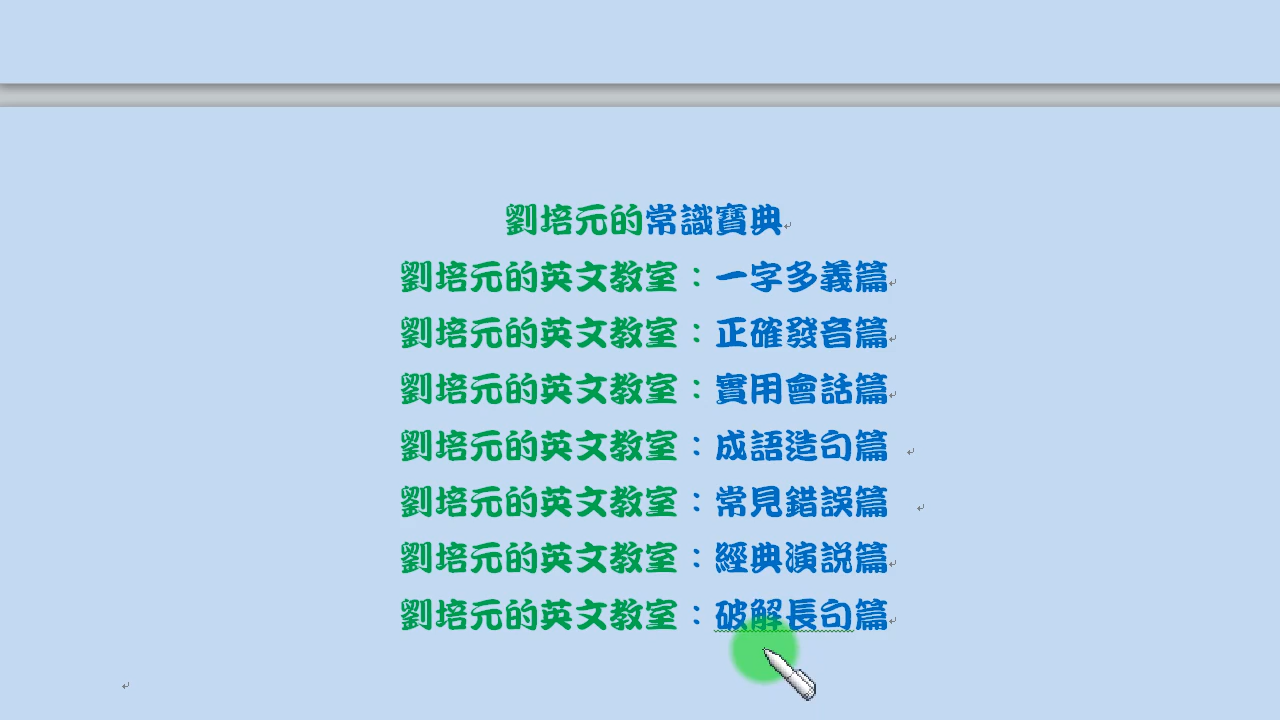 劉培元的常識寶典
劉培元的英文教室：一字多義篇
劉培元的英文教室：正確發音篇
劉培元的英文教室：實用會話篇
劉培元的英文教室：成語造句篇
劉培元的英文教室：常見錯誤篇
劉培元的英文教室：經典演説篇
劉培元的英文教室：破解長句篇